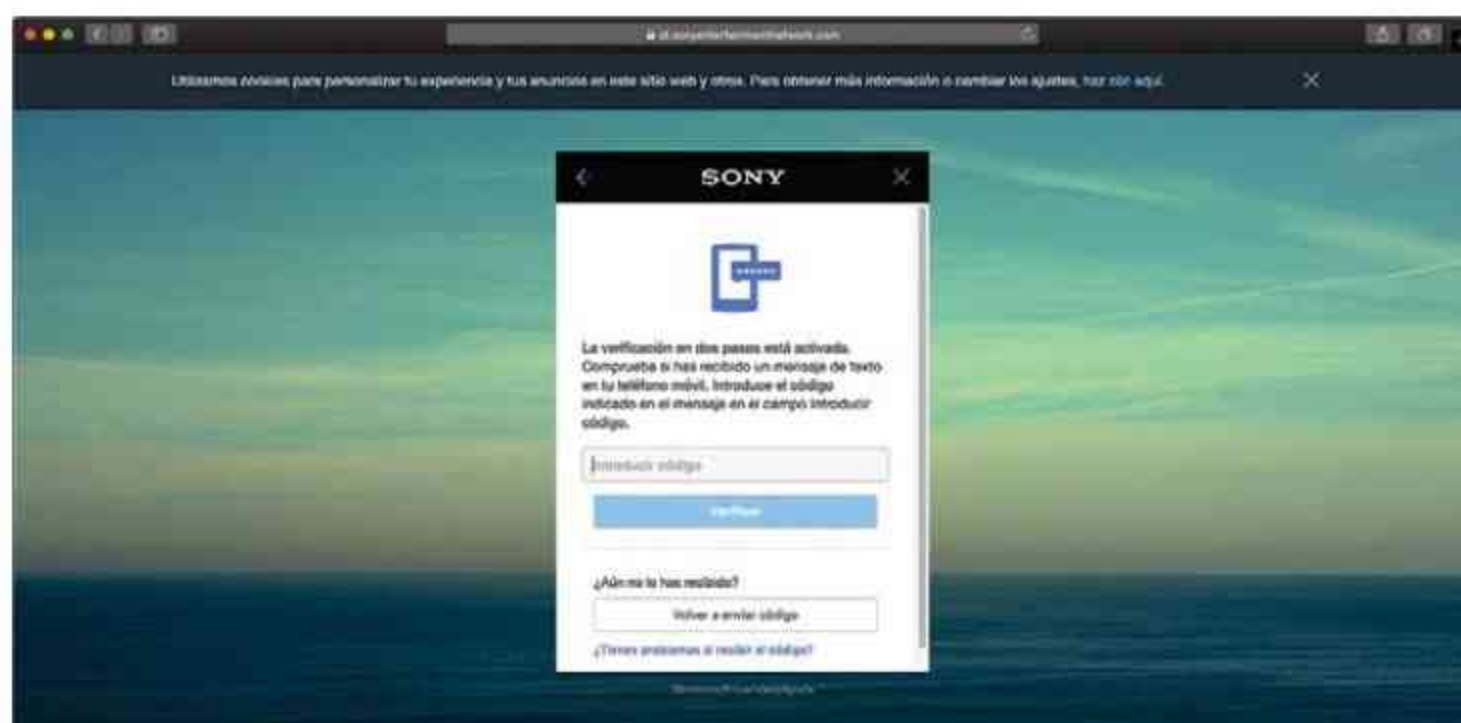 id.sonyentertainmentnetwork.com
Utilizamos cookies para personalizar tu experiencia y tus anuncios en este sitio web y otros. Para obtener más información o cambiar los ajustes, haz clic aquí.
SONY
La verificación en dos pasos está activada.
Comprueba si has recibido un mensaje de texto
en tu teléfono móvil. Introduce el código
indicado en el mensaje en el campo Introducir
código.
Introducir código
Verificar
¿Aún no lo has recibido?
Volver a enviar código
¿Tienes problemas al recibir el código?